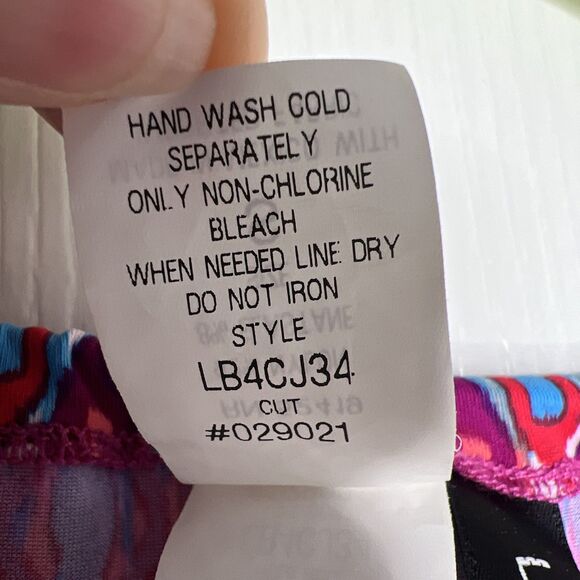 HAND WASH COLD
SEPARATELY
ONLY NON-CHLORINE
BLEACH
WHEN NEEDED LINE DRY
DO NOT IRON
STYLE
LB4CJ34
CUT
#029021